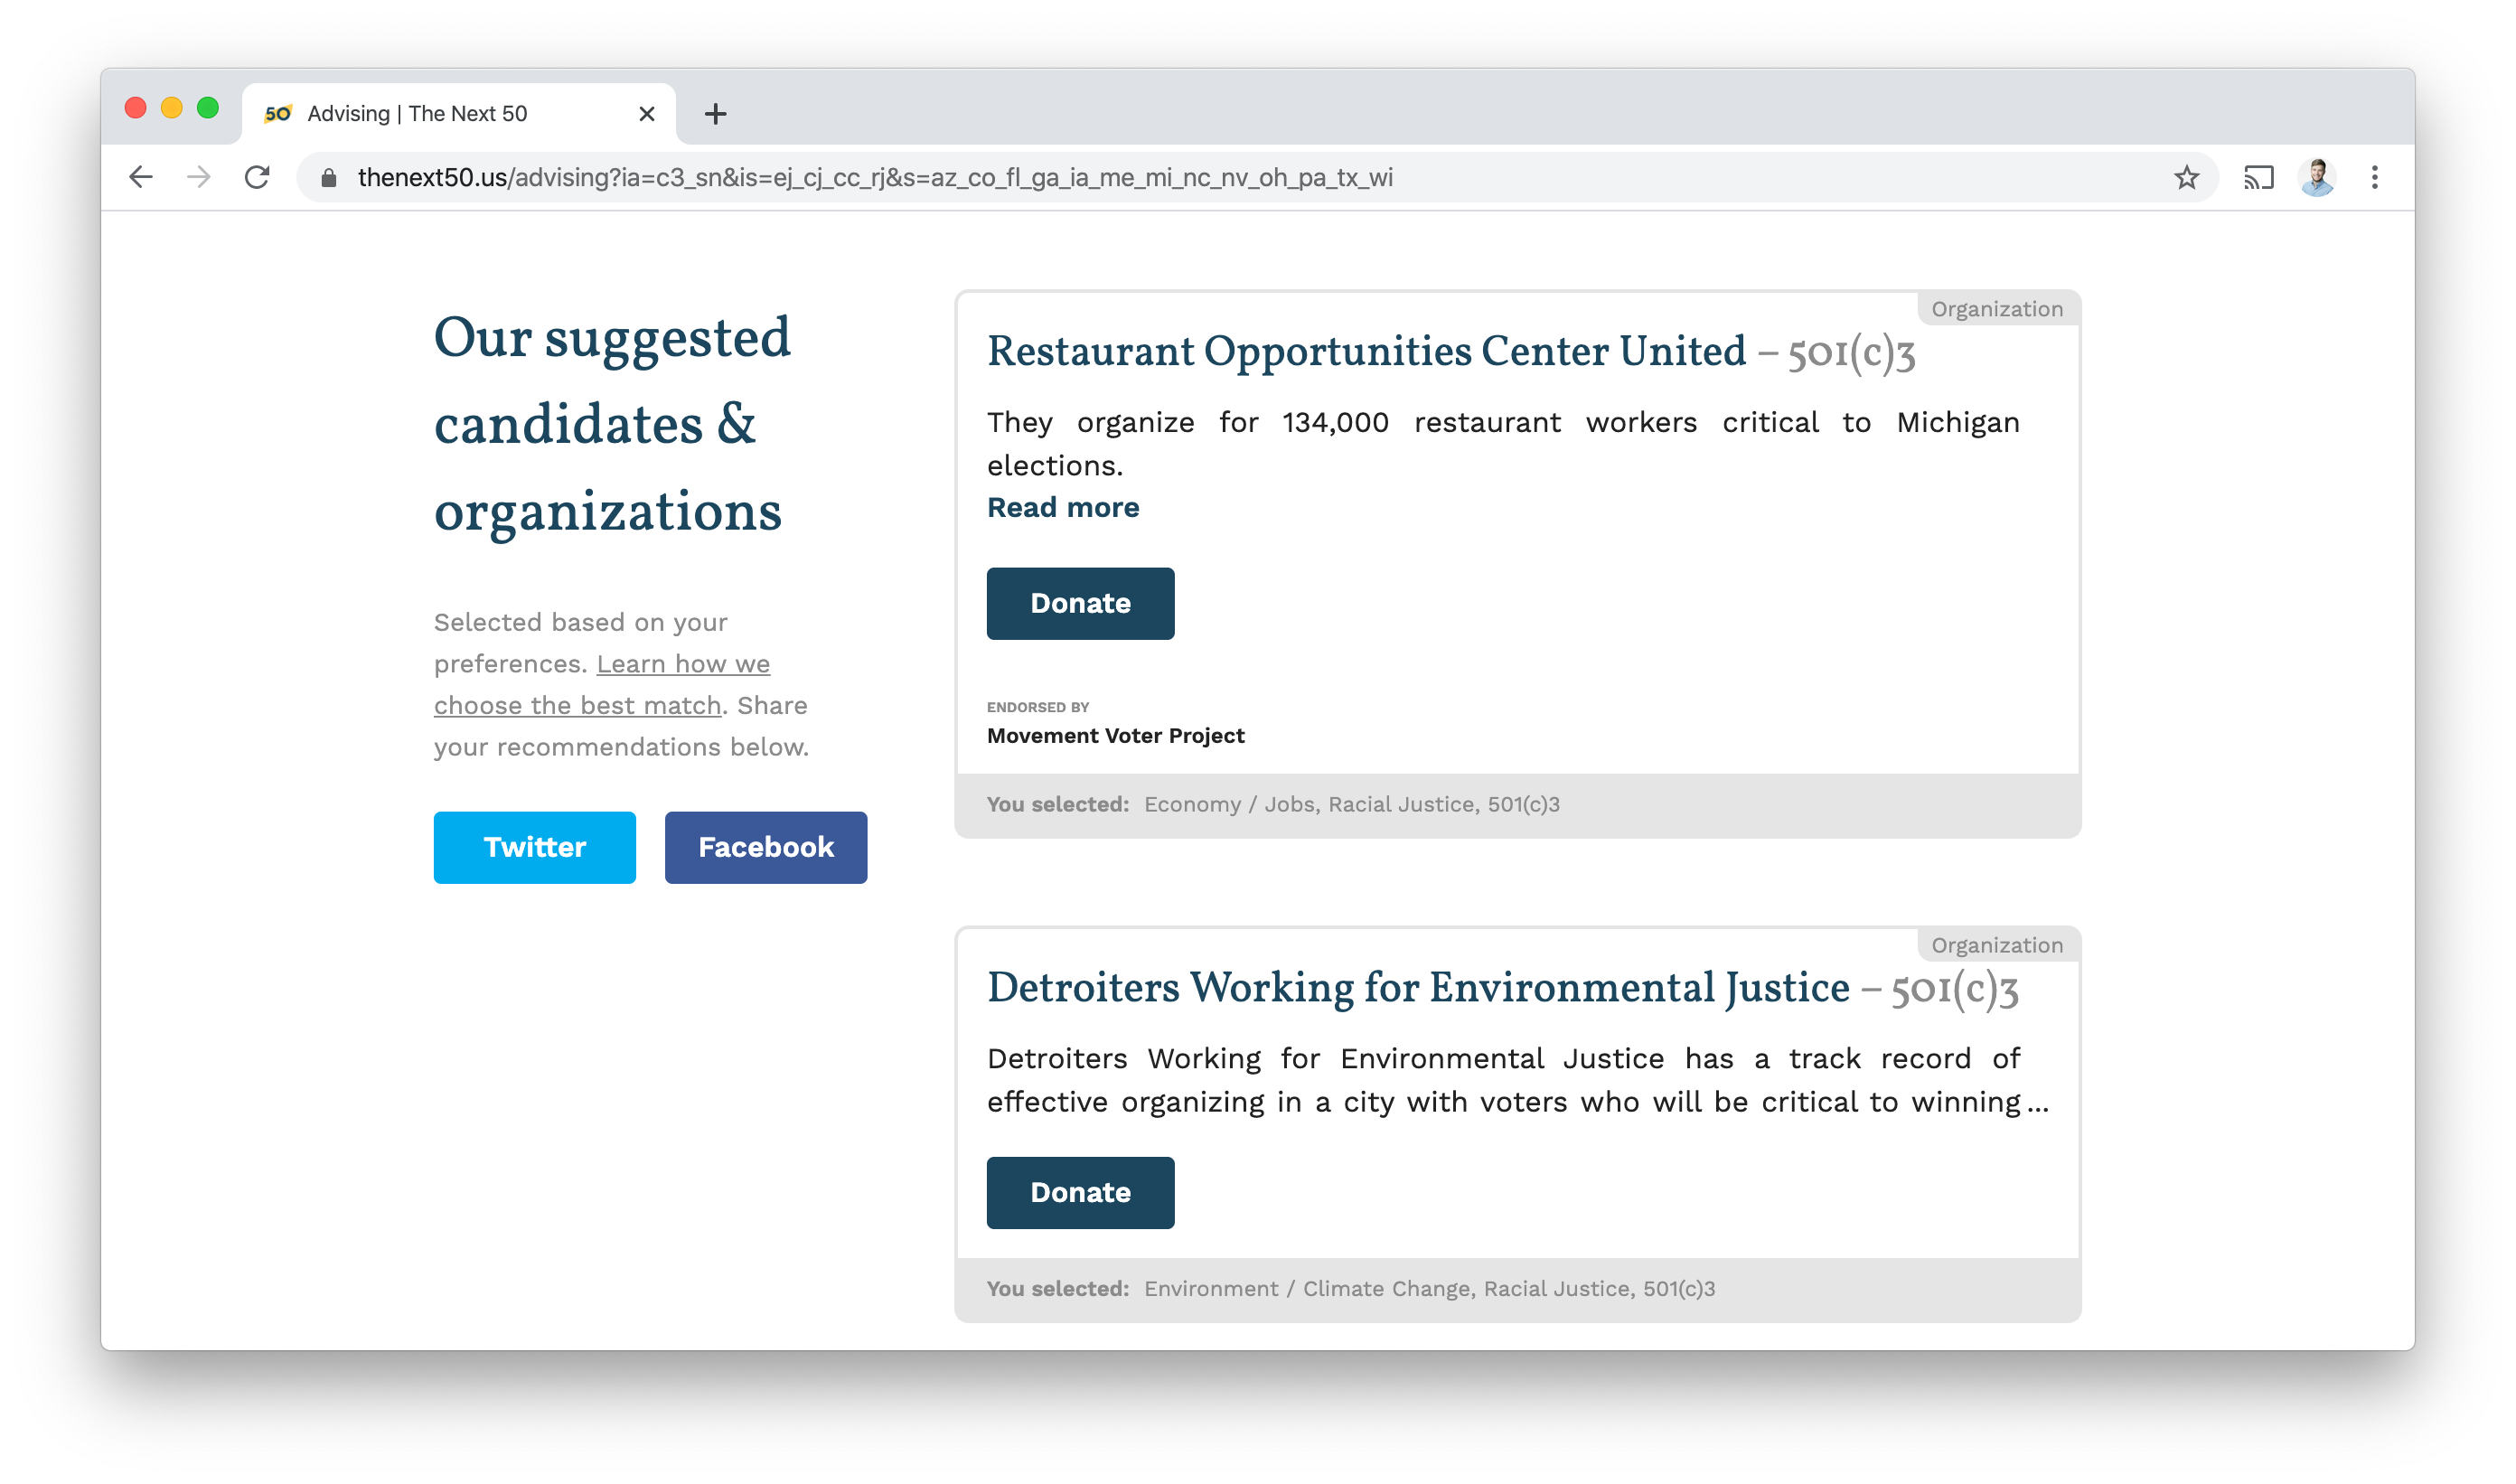 50 Advising | The Next 50
thenext50.us/advising?ia=c3_sn&is=ej_cj_cc_rj&s=az_co_fl_ga_ia_me_mi_nc_nv_oh_pa_tx_wi
Our suggested
candidates &
organizations
Selected based on your
preferences. Learn how we
choose the best match. Share
your recommendations below.
Twitter Facebook
Organization
Restaurant Opportunities Center United – 501(c)3
They organize for 134,000 restaurant workers critical to Michigan
elections.
Read more
Donate
ENDORSED BY
Movement Voter Project
You selected: Economy / Jobs, Racial Justice, 501(c)3
Organization
Detroiters Working for Environmental Justice – 501(c)3
Detroiters Working for Environmental Justice has a track record of
effective organizing in a city with voters who will be critical to winning ...
Donate
You selected: Environment / Climate Change, Racial Justice, 501(c)3